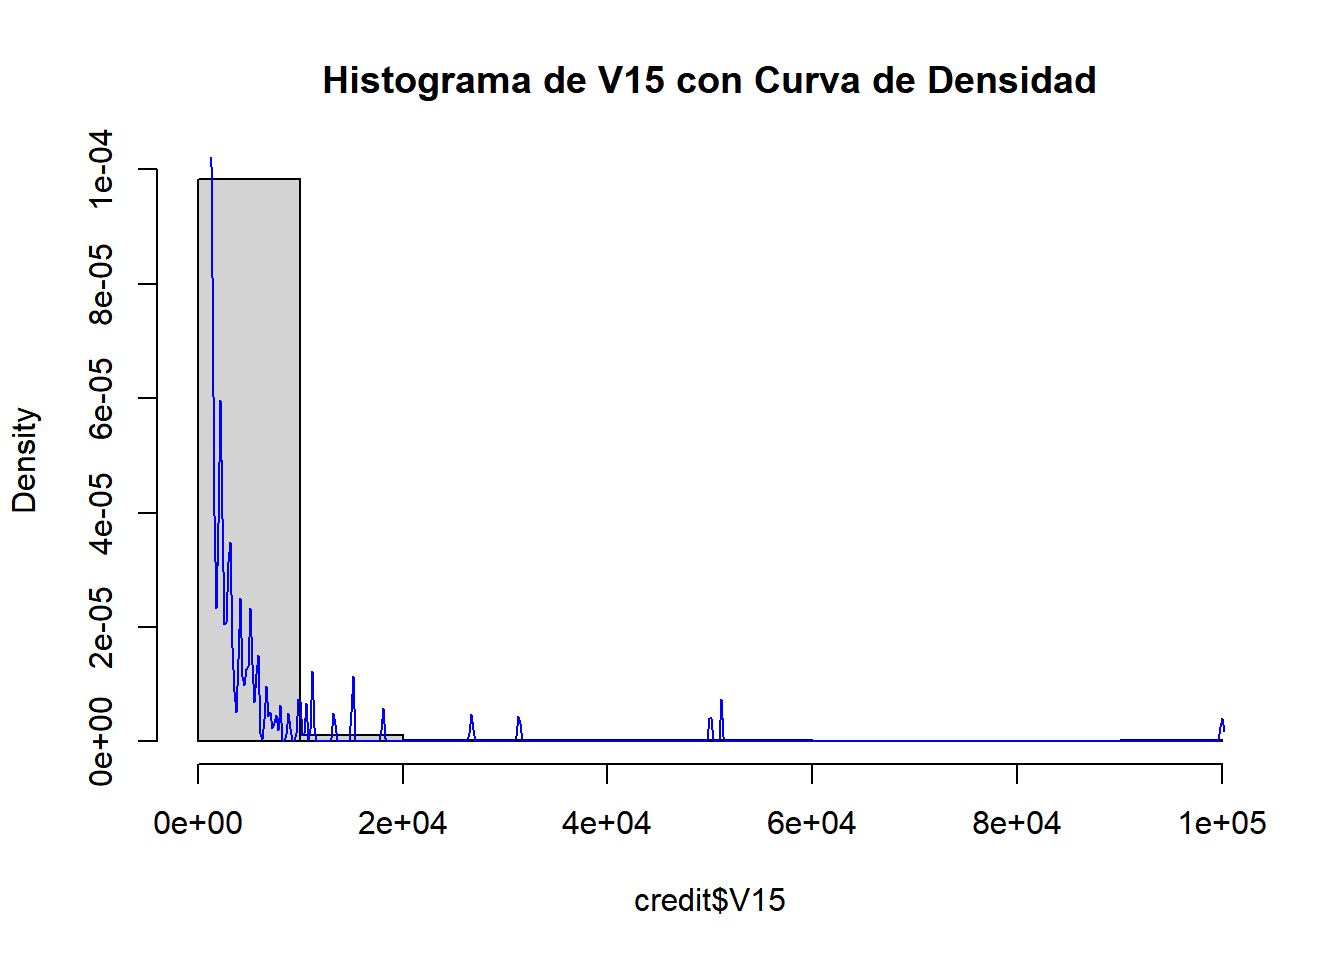 Histograma de V15 con Curva de Densidad
Density
1e-04
8e-05
6e-05
4e-05
2e-05
0e+00
0e+00 2e+04 4e+04 6e+04 8e+04 1e+05
credit$V15